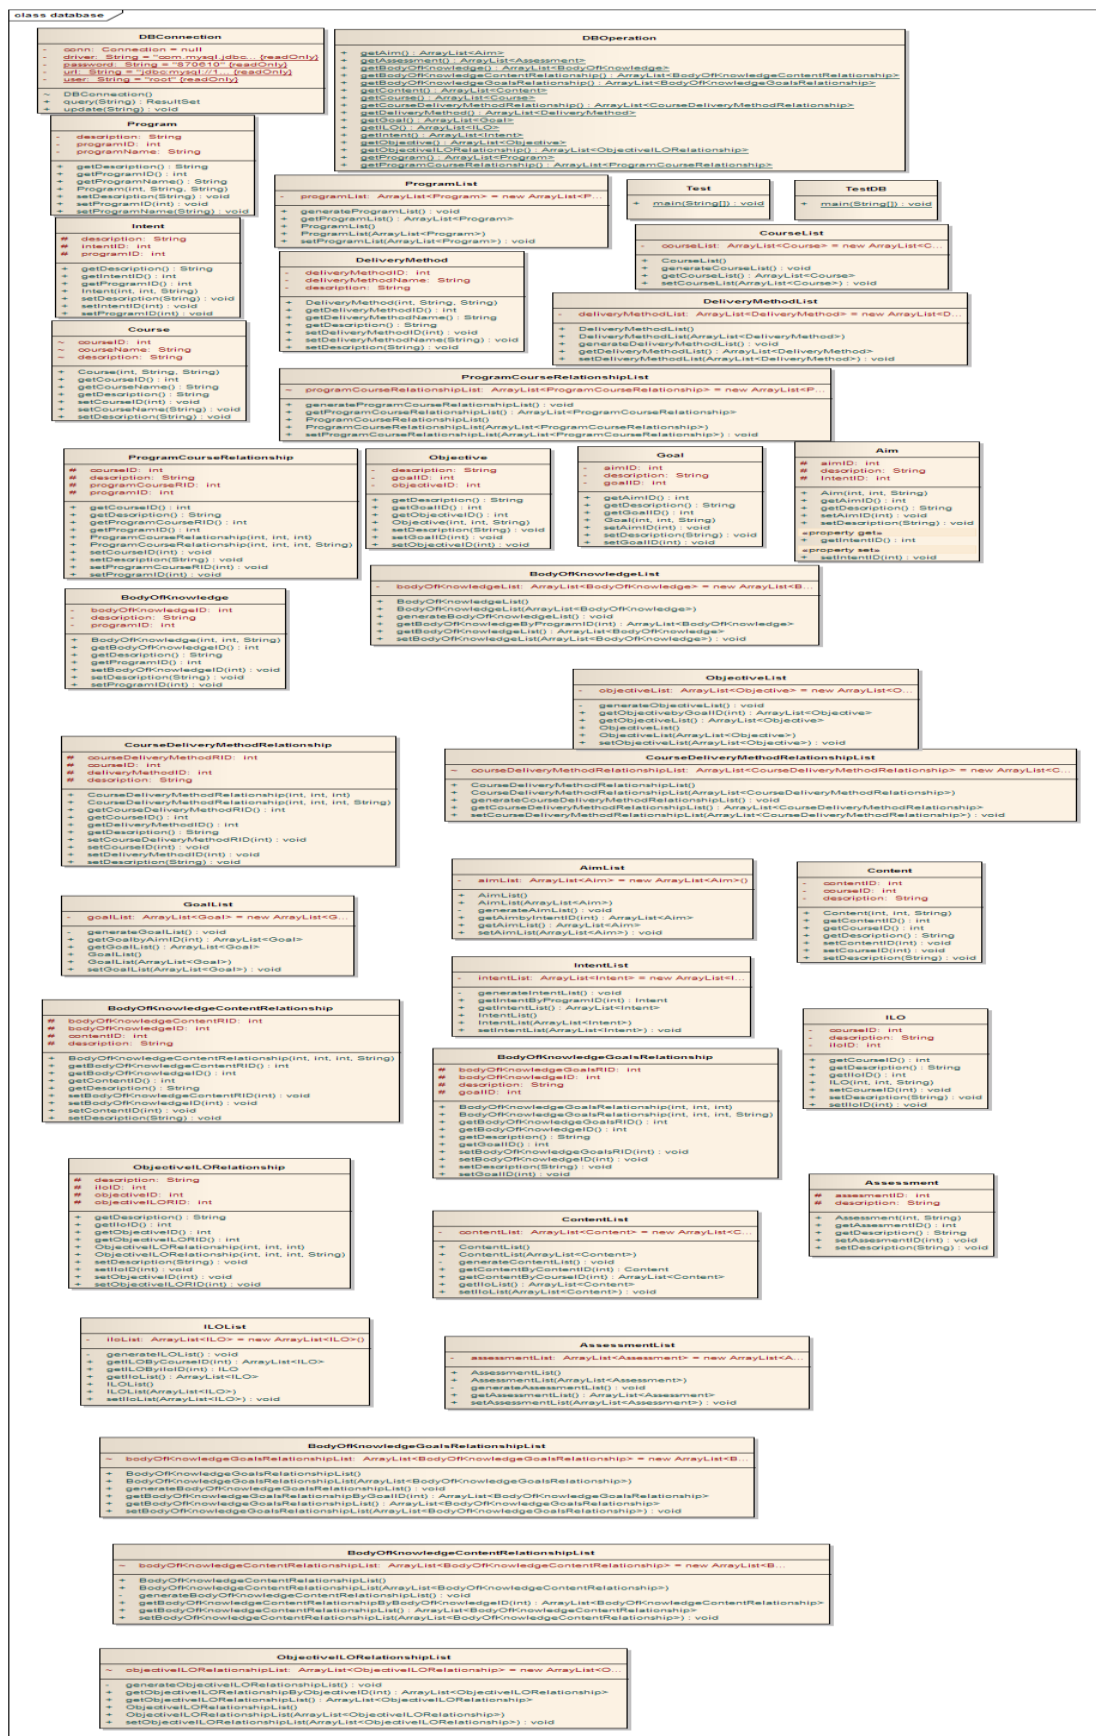 class database
DBConnection
- conn: Connection = null
- driver: String = "com.mysql.jdbc... {readOnly}
- password: String = "870610" {readOnly}
- url: String = "jdbc:mysql://1... {readOnly}
- user: String = "root" {readOnly}
~ DBConnection()
+ query(String) : ResultSet
+ update(String) : void
DBOperation
+ getAim() : ArrayList<Aim>
+ getAssessment() : ArrayList<Assessment>
+ getBodyOfKnowledge() : ArrayList<BodyOfKnowledge>
+ getBodyOfKnowledgeContentRelationship() : ArrayList<BodyOfKnowledgeContentRelationship>
+ getBodyOfKnowledgeGoalsRelationship() : ArrayList<BodyOfKnowledgeGoalsRelationship>
+ getContent() : ArrayList<Content>
+ getCourse() : ArrayList<Course>
+ getCourseDeliveryMethodRelationship() : ArrayList<CourseDeliveryMethodRelationship>
+ getDeliveryMethod() : ArrayList<DeliveryMethod>
+ getGoal() : ArrayList<Goal>
+ getILO() : ArrayList<ILO>
+ getIntent() : ArrayList<Intent>
+ getObjective() : ArrayList<Objective>
+ getObjectiveILORelationship() : ArrayList<ObjectiveILORelationship>
+ getProgram() : ArrayList<Program>
+ getProgramCourseRelationship() : ArrayList<ProgramCourseRelationship>
Program
- description: String
- programID: int
- programName: String
+ getDescription() : String
+ getProgramID() : int
+ getProgramName() : String
+ Program(int, String, String)
+ setDescription(String) : void
+ setProgramID(int) : void
+ setProgramName(String) : void
ProgramList
- programList: ArrayList<Program> = new ArrayList<P...
+ generateProgramList() : void
+ getProgramList() : ArrayList<Program>
+ ProgramList()
+ ProgramList(ArrayList<Program>)
+ setProgramList(ArrayList<Program>) : void
Test
+ main(String[]) : void
TestDB
+ main(String[]) : void
Intent
# description: String
# intentID: int
# programID: int
+ getDescription() : String
+ getIntentID() : int
+ getProgramID() : int
+ Intent(int, int, String)
+ setDescription(String) : void
+ setIntentID(int) : void
+ setProgramID(int) : void
CourseList
- courseList: ArrayList<Course> = new ArrayList<C...
+ CourseList()
+ generateCourseList() : void
+ getCourseList() : ArrayList<Course>
+ setCourseList(ArrayList<Course>) : void
DeliveryMethod
- deliveryMethodID: int
- deliveryMethodName: String
- description: String
+ DeliveryMethod(int, String, String)
+ getDeliveryMethodID() : int
+ getDeliveryMethodName() : String
+ getDescription() : String
+ setDeliveryMethodID(int) : void
+ setDeliveryMethodName(String) : void
+ setDescription(String) : void
DeliveryMethodList
- deliveryMethodList: ArrayList<DeliveryMethod> = new ArrayList<D...
+ DeliveryMethodList()
+ DeliveryMethodList(ArrayList<DeliveryMethod>)
- generateDeliveryMethodList() : void
+ getDeliveryMethodList() : ArrayList<DeliveryMethod>
+ setDeliveryMethodList(ArrayList<DeliveryMethod>) : void
Course
~ courseID: int
~ courseName: String
~ description: String
+ Course(int, String, String)
+ getCourseID() : int
+ getCourseName() : String
+ getDescription() : String
+ setCourseID(int) : void
+ setCourseName(String) : void
+ setDescription(String) : void
ProgramCourseRelationshipList
~ programCourseRelationshipList: ArrayList<ProgramCourseRelationship> = new ArrayList<P...
+ generateProgramCourseRelationshipList() : void
+ getProgramCourseRelationshipList() : ArrayList<ProgramCourseRelationship>
+ ProgramCourseRelationshipList()
+ ProgramCourseRelationshipList(ArrayList<ProgramCourseRelationship>)
+ setProgramCourseRelationshipList(ArrayList<ProgramCourseRelationship>) : void
ProgramCourseRelationship
# courseID: int
# description: String
# programCourseRID: int
# programID: int
+ getCourseID() : int
+ getDescription() : String
+ getProgramCourseRID() : int
+ getProgramID() : int
+ ProgramCourseRelationship(int, int, int)
+ ProgramCourseRelationship(int, int, int, String)
+ setCourseID(int) : void
+ setDescription(String) : void
+ setProgramCourseRID(int) : void
+ setProgramID(int) : void
Objective
- description: String
- goalID: int
- objectiveID: int
+ getDescription() : String
+ getGoalID() : int
+ getObjectiveID() : int
+ Objective(int, int, String)
+ setDescription(String) : void
+ setGoalID(int) : void
+ setObjectiveID(int) : void
Goal
- aimID: int
- description: String
- goalID: int
+ getAimID() : int
+ getDescription() : String
+ getGoalID() : int
+ Goal(int, int, String)
+ setAimID(int) : void
+ setDescription(String) : void
+ setGoalID(int) : void
Aim
# aimID: int
# description: String
# IntentID: int
+ Aim(int, int, String)
+ getAimID() : int
+ getDescription() : String
+ setAimID(int) : void
+ setDescription(String) : void
«property get»
+ getIntentID() : int
«property set»
+ setIntentID(int) : void
BodyOfKnowledgeList
- bodyOfKnowledgeList: ArrayList<BodyOfKnowledge> = new ArrayList<B...
+ BodyOfKnowledgeList()
+ BodyOfKnowledgeList(ArrayList<BodyOfKnowledge>)
- generateBodyOfKnowledgeList() : void
+ getBodyOfKnowledgeByProgramID(int) : ArrayList<BodyOfKnowledge>
+ getBodyOfKnowledgeList() : ArrayList<BodyOfKnowledge>
+ setBodyOfKnowledgeList(ArrayList<BodyOfKnowledge>) : void
BodyOfKnowledge
- bodyOfKnowledgeID: int
- description: String
- programID: int
+ BodyOfKnowledge(int, int, String)
+ getBodyOfKnowledgeID() : int
+ getDescription() : String
+ getProgramID() : int
+ setBodyOfKnowledgeID(int) : void
+ setDescription(String) : void
+ setProgramID(int) : void
ObjectiveList
- objectiveList: ArrayList<Objective> = new ArrayList<O...
- generateObjectiveList() : void
+ getObjectivebyGoalID(int) : ArrayList<Objective>
+ getObjectiveList() : ArrayList<Objective>
+ ObjectiveList()
+ ObjectiveList(ArrayList<Objective>)
+ setObjectiveList(ArrayList<Objective>) : void
CourseDeliveryMethodRelationship
# courseDeliveryMethodRID: int
# courseID: int
# deliveryMethodID: int
# description: String
+ CourseDeliveryMethodRelationship(int, int, int)
+ CourseDeliveryMethodRelationship(int, int, int, String)
+ getCourseDeliveryMethodRID() : int
+ getCourseID() : int
+ getDeliveryMethodID() : int
+ getDescription() : String
+ setCourseDeliveryMethodRID(int) : void
+ setCourseID(int) : void
+ setDeliveryMethodID(int) : void
+ setDescription(String) : void
CourseDeliveryMethodRelationshipList
~ courseDeliveryMethodRelationshipList: ArrayList<CourseDeliveryMethodRelationship> = new ArrayList<C...
+ CourseDeliveryMethodRelationshipList()
+ CourseDeliveryMethodRelationshipList(ArrayList<CourseDeliveryMethodRelationship>)
- generateCourseDeliveryMethodRelationshipList() : void
+ getCourseDeliveryMethodRelationshipList() : ArrayList<CourseDeliveryMethodRelationship>
+ setCourseDeliveryMethodRelationshipList(ArrayList<CourseDeliveryMethodRelationship>) : void
AimList
- aimList: ArrayList<Aim> = new ArrayList<Aim>()
+ AimList()
+ AimList(ArrayList<Aim>)
- generateAimList() : void
+ getAimbyIntentID(int) : ArrayList<Aim>
+ getAimList() : ArrayList<Aim>
+ setAimList(ArrayList<Aim>) : void
Content
- contentID: int
- courseID: int
- description: String
+ Content(int, int, String)
+ getContentID() : int
+ getCourseID() : int
+ getDescription() : String
+ setContentID(int) : void
+ setCourseID(int) : void
+ setDescription(String) : void
GoalList
- goalList: ArrayList<Goal> = new ArrayList<G...
- generateGoalList() : void
+ getGoalbyAimID(int) : ArrayList<Goal>
+ getGoalList() : ArrayList<Goal>
+ GoalList()
+ GoalList(ArrayList<Goal>)
+ setGoalList(ArrayList<Goal>) : void
IntentList
- intentList: ArrayList<Intent> = new ArrayList<I...
- generateIntentList() : void
+ getIntentByProgramID(int) : Intent
+ getIntentList() : ArrayList<Intent>
+ IntentList()
+ IntentList(ArrayList<Intent>)
+ setIntentList(ArrayList<Intent>) : void
BodyOfKnowledgeContentRelationship
# bodyOfKnowledgeContentRID: int
# bodyOfKnowledgeID: int
# contentID: int
# description: String
+ BodyOfKnowledgeContentRelationship(int, int, int, String)
+ getBodyOfKnowledgeContentRID() : int
+ getBodyOfKnowledgeID() : int
+ getContentID() : int
+ getDescription() : String
+ setBodyOfKnowledgeContentRID(int) : void
+ setBodyOfKnowledgeID(int) : void
+ setContentID(int) : void
+ setDescription(String) : void
ILO
- courseID: int
- description: String
- iloID: int
+ getCourseID() : int
+ getDescription() : String
+ getIloID() : int
+ ILO(int, int, String)
+ setCourseID(int) : void
+ setDescription(String) : void
+ setIloID(int) : void
BodyOfKnowledgeGoalsRelationship
# bodyOfKnowledgeGoalsRID: int
# bodyOfKnowledgeID: int
# description: String
# goalID: int
+ BodyOfKnowledgeGoalsRelationship(int, int, int)
+ BodyOfKnowledgeGoalsRelationship(int, int, int, String)
+ getBodyOfKnowledgeGoalsRID() : int
+ getBodyOfKnowledgeID() : int
+ getDescription() : String
+ getGoalID() : int
+ setBodyOfKnowledgeGoalsRID(int) : void
+ setBodyOfKnowledgeID(int) : void
+ setDescription(String) : void
+ setGoalID(int) : void
ObjectiveILORelationship
# description: String
# iloID: int
# objectiveID: int
# objectiveILORID: int
+ getDescription() : String
+ getIloID() : int
+ getObjectiveID() : int
+ getObjectiveILORID() : int
+ ObjectiveILORelationship(int, int, int)
+ ObjectiveILORelationship(int, int, int, String)
+ setDescription(String) : void
+ setIloID(int) : void
+ setObjectiveID(int) : void
+ setObjectiveILORID(int) : void
Assessment
# assesmentID: int
# description: String
+ Assessment(int, String)
+ getAssesmentID() : int
+ getDescription() : String
+ setAssesmentID(int) : void
+ setDescription(String) : void
ContentList
- contentList: ArrayList<Content> = new ArrayList<C...
+ ContentList()
+ ContentList(ArrayList<Content>)
- generateContentList() : void
+ getContentByContentID(int) : Content
+ getContentByCourseID(int) : ArrayList<Content>
+ getIloList() : ArrayList<Content>
+ setIloList(ArrayList<Content>) : void
ILOList
- iloList: ArrayList<ILO> = new ArrayList<ILO>()
- generateILOList() : void
+ getILOByCourseID(int) : ArrayList<ILO>
+ getILOByIloID(int) : ILO
+ getIloList() : ArrayList<ILO>
+ ILOList()
+ ILOList(ArrayList<ILO>)
+ setIloList(ArrayList<ILO>) : void
AssessmentList
- assessmentList: ArrayList<Assessment> = new ArrayList<A...
+ AssessmentList()
+ AssessmentList(ArrayList<Assessment>)
- generateAssessmentList() : void
+ getAssessmentList() : ArrayList<Assessment>
+ setAssessmentList(ArrayList<Assessment>) : void
BodyOfKnowledgeGoalsRelationshipList
~ bodyOfKnowledgeGoalsRelationshipList: ArrayList<BodyOfKnowledgeGoalsRelationship> = new ArrayList<B...
+ BodyOfKnowledgeGoalsRelationshipList()
+ BodyOfKnowledgeGoalsRelationshipList(ArrayList<BodyOfKnowledgeGoalsRelationship>)
- generateBodyOfKnowledgeGoalsRelationshipList() : void
+ getBodyOfKnowledgeGoalsRelationshipByGoalID(int) : ArrayList<BodyOfKnowledgeGoalsRelationship>
+ getBodyOfKnowledgeGoalsRelationshipList() : ArrayList<BodyOfKnowledgeGoalsRelationship>
+ setBodyOfKnowledgeGoalsRelationshipList(ArrayList<BodyOfKnowledgeGoalsRelationship>) : void
BodyOfKnowledgeContentRelationshipList
~ bodyOfKnowledgeContentRelationshipList: ArrayList<BodyOfKnowledgeContentRelationship> = new ArrayList<B...
+ BodyOfKnowledgeContentRelationshipList()
+ BodyOfKnowledgeContentRelationshipList(ArrayList<BodyOfKnowledgeContentRelationship>)
- generateBodyOfKnowledgeContentRelationshipList() : void
+ getBodyOfKnowledgeContentRelationshipByBodyOfKnowledgeID(int) : ArrayList<BodyOfKnowledgeContentRelationship>
+ getBodyOfKnowledgeContentRelationshipList() : ArrayList<BodyOfKnowledgeContentRelationship>
+ setBodyOfKnowledgeContentRelationshipList(ArrayList<BodyOfKnowledgeContentRelationship>) : void
ObjectiveILORelationshipList
~ objectiveILORelationshipList: ArrayList<ObjectiveILORelationship> = new ArrayList<O...
- generateObjectiveILORelationshipList() : void
+ getObjectiveILORelationshipByObjectiveID(int) : ArrayList<ObjectiveILORelationship>
+ getObjectiveILORelationshipList() : ArrayList<ObjectiveILORelationship>
+ ObjectiveILORelationshipList()
+ ObjectiveILORelationshipList(ArrayList<ObjectiveILORelationship>)
+ setObjectiveILORelationshipList(ArrayList<ObjectiveILORelationship>) : void